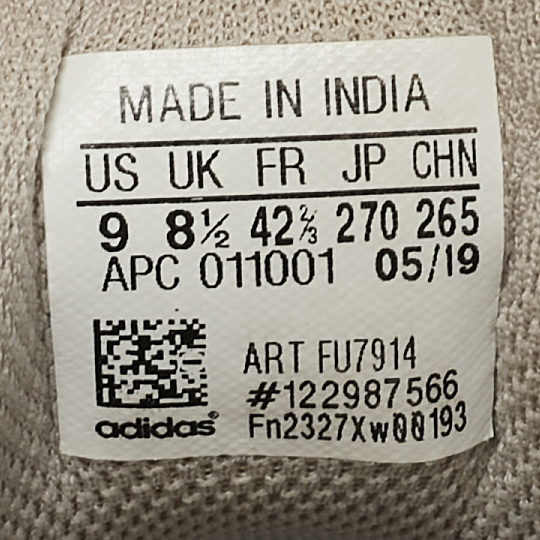 MADE IN INDIA
US UK FR JP CHN
9 8½ 42⅔ 270 265
APC 011001 05/19
ART FU7914
#122987566
adidas® Fn2327Xw00193